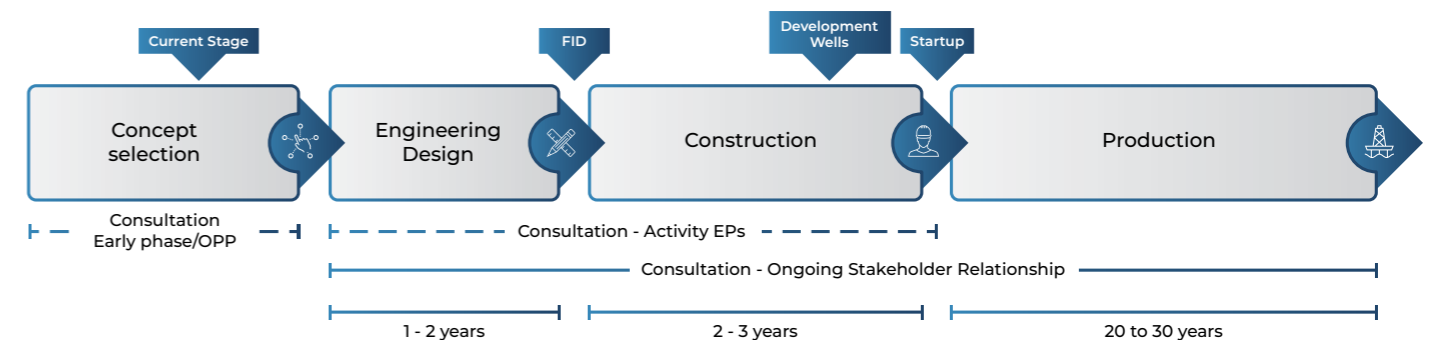 Current Stage
FID
Development
Wells
Startup
Concept
selection
Engineering
Design
Construction
Production
Consultation
Early phase/OPP
Consultation - Activity EPs
Consultation - Ongoing Stakeholder Relationship
1 - 2 years
2 - 3 years
20 to 30 years